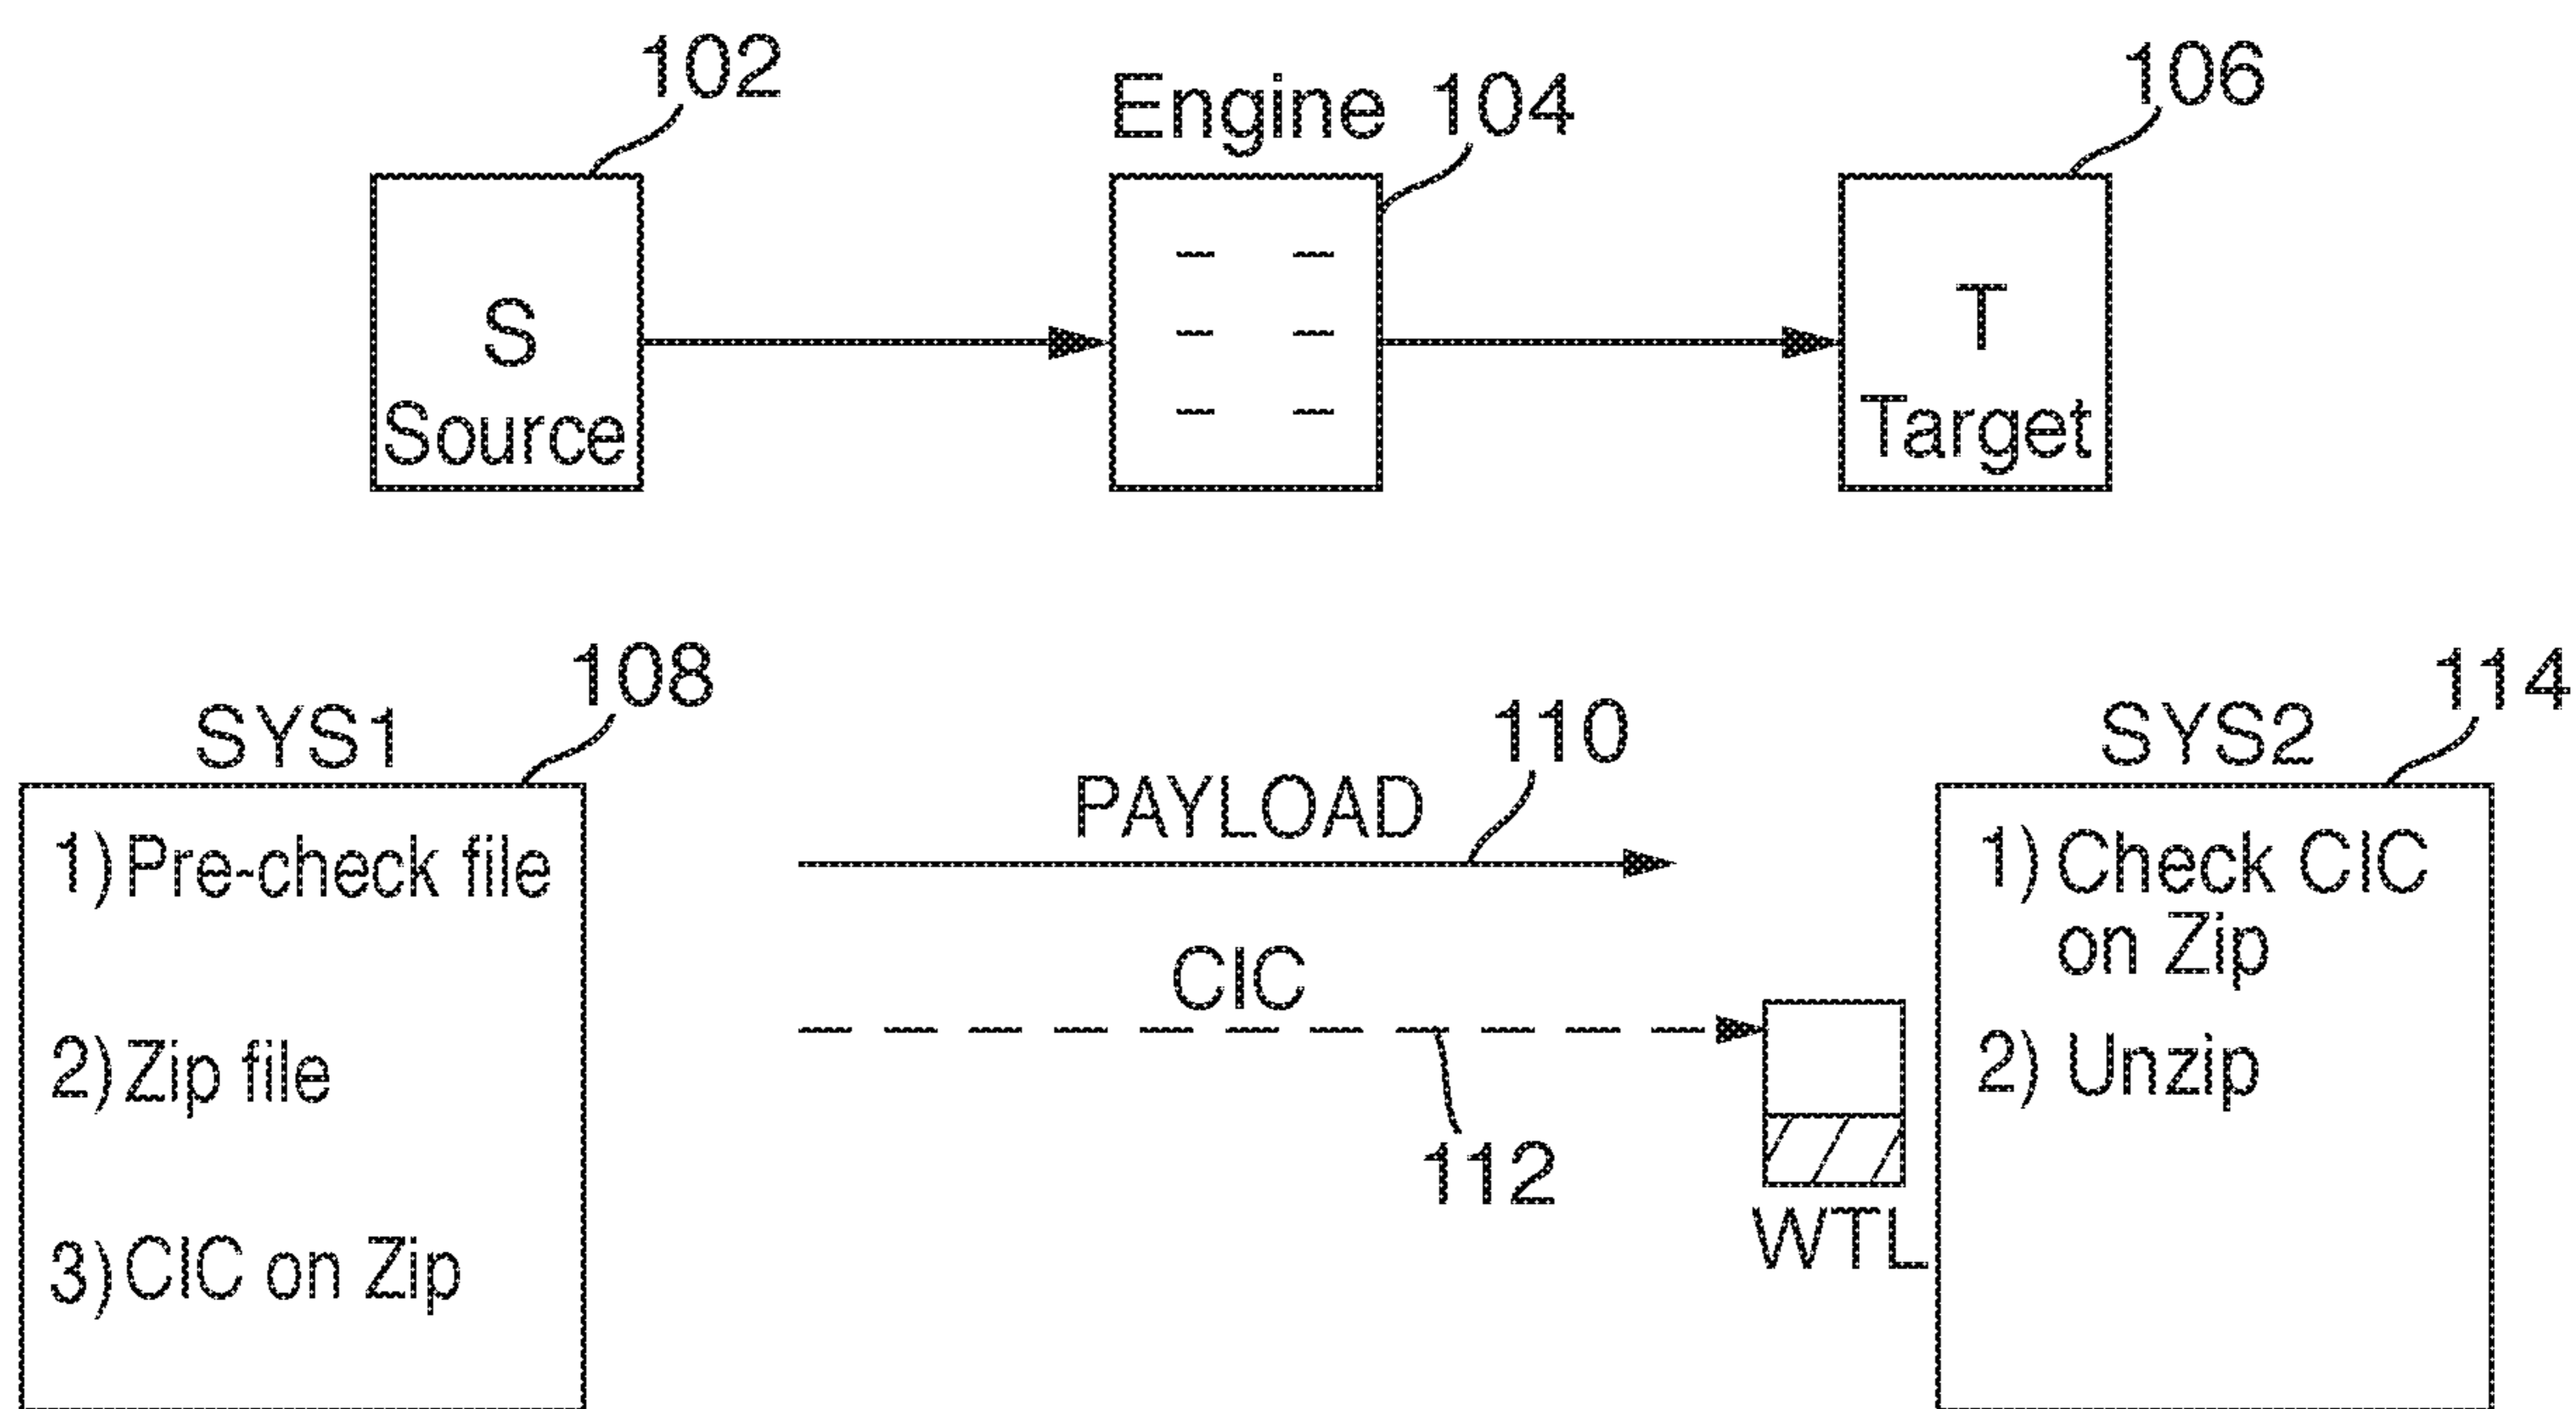 102
Engine 104
106
S
Source
T
Target
108
SYS1
110
PAYLOAD
CIC
112
WTL
114
SYS2
1) Pre-check file
2) Zip file
3) CIC on Zip
1) Check CIC
on Zip
2) Unzip